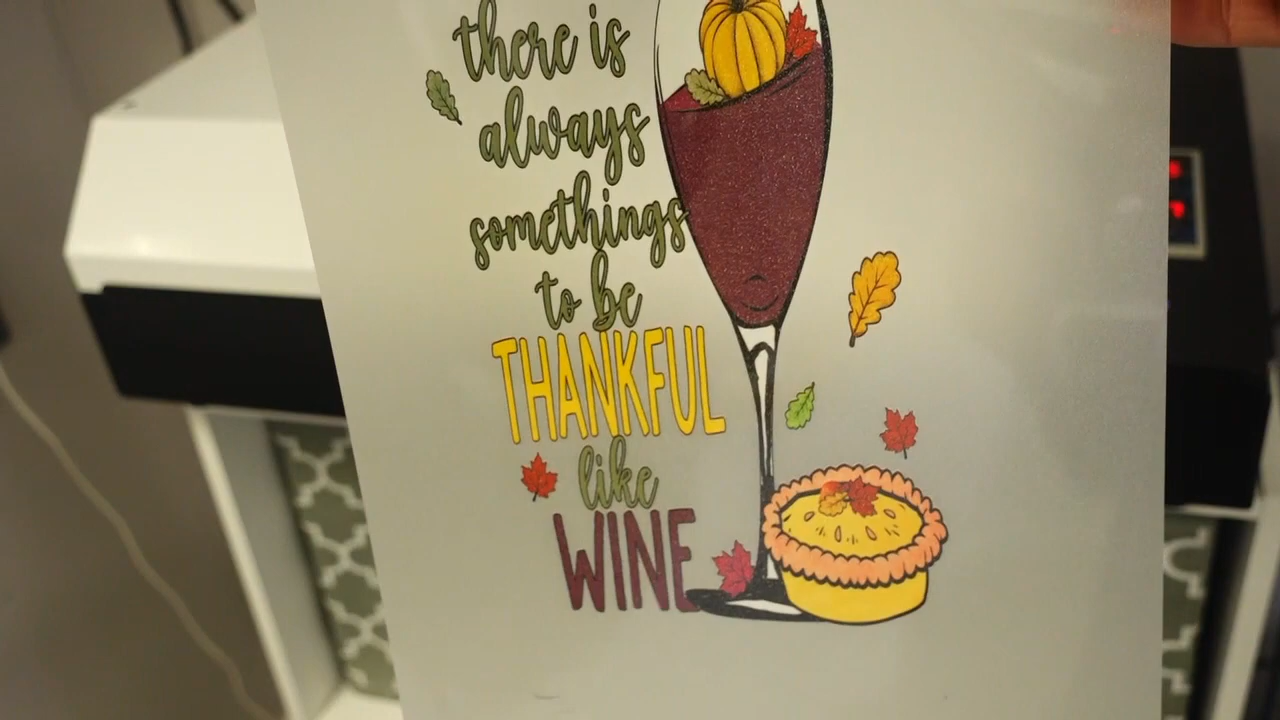 there is
always
somethings
to be
THANKFUL
like
WINE